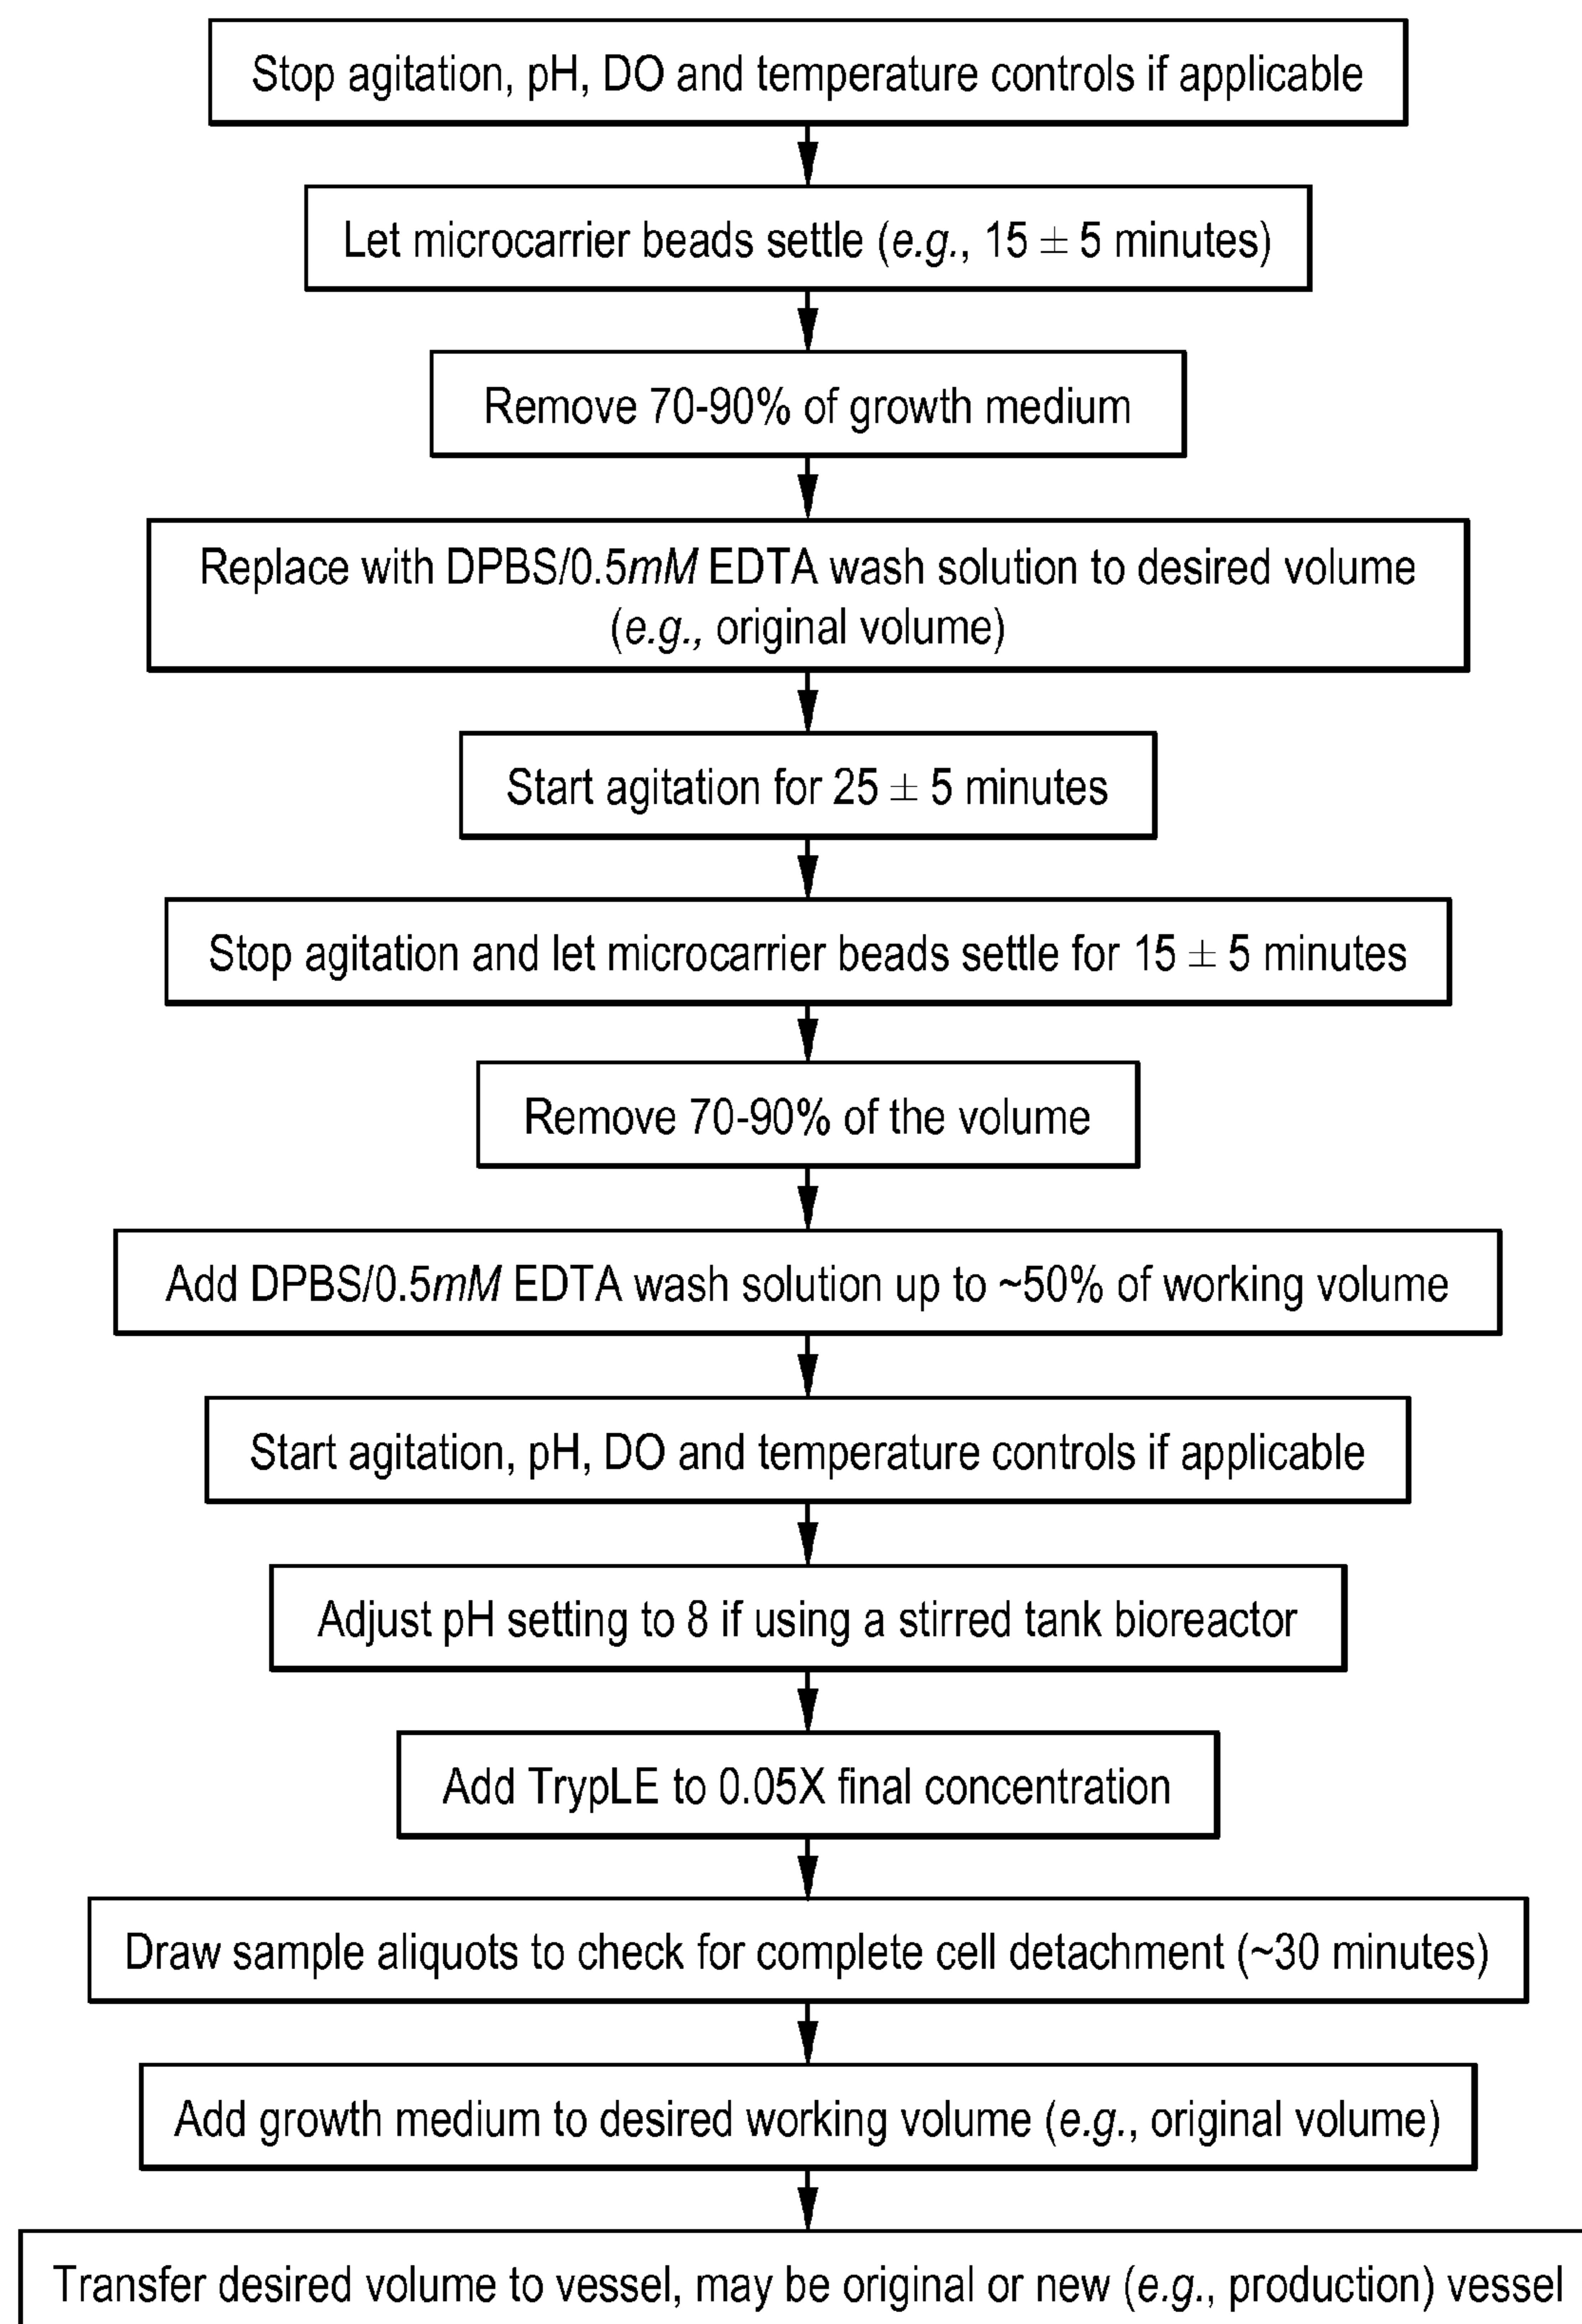 Stop agitation, pH, DO and temperature controls if applicable
Let microcarrier beads settle (e.g., 15 ± 5 minutes)
Remove 70-90% of growth medium
Replace with DPBS/0.5mM EDTA wash solution to desired volume
(e.g., original volume)
Start agitation for 25 ± 5 minutes
Stop agitation and let microcarrier beads settle for 15 ± 5 minutes
Remove 70-90% of the volume
Add DPBS/0.5mM EDTA wash solution up to ~50% of working volume
Start agitation, pH, DO and temperature controls if applicable
Adjust pH setting to 8 if using a stirred tank bioreactor
Add TrypLE to 0.05X final concentration
Draw sample aliquots to check for complete cell detachment (~30 minutes)
Add growth medium to desired working volume (e.g., original volume)
Transfer desired volume to vessel, may be original or new (e.g., production) vessel